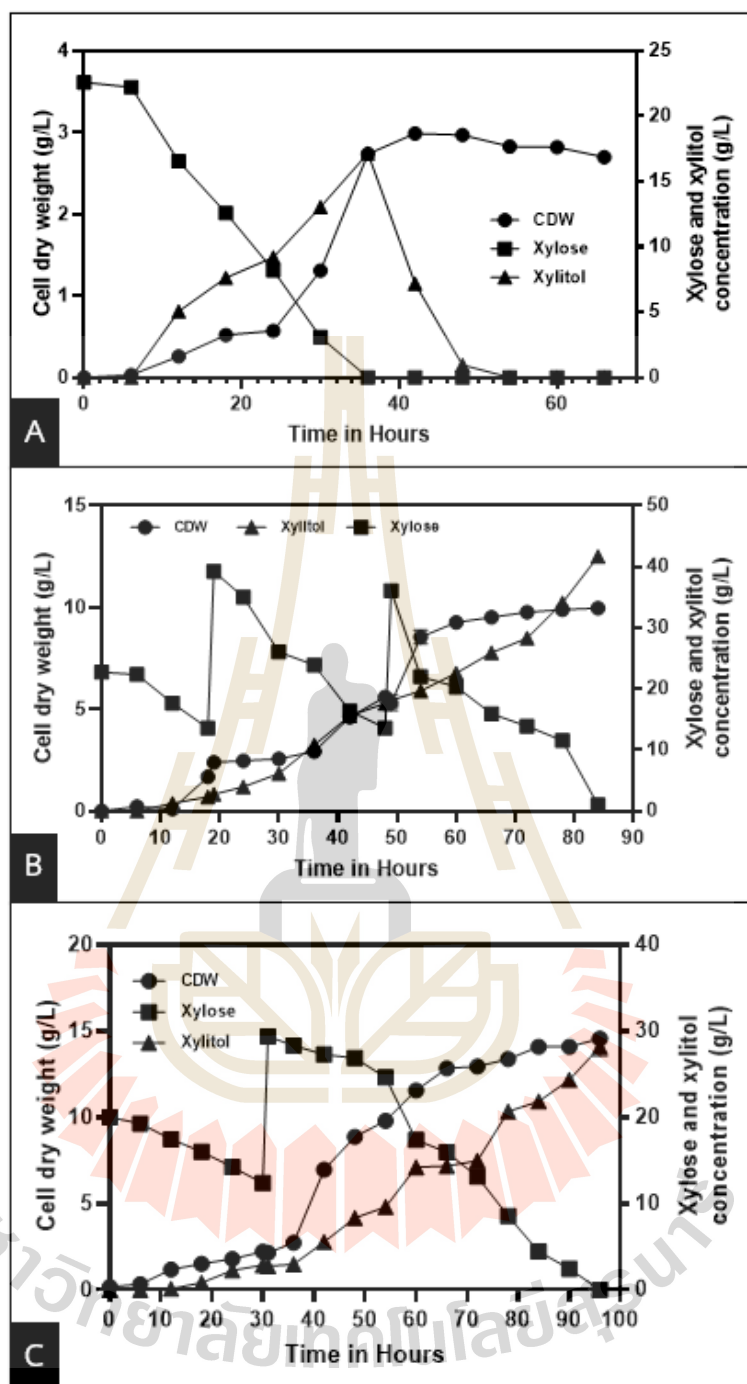 4
3
2
1
0
Cell dry weight (g/L)
25
20
15
10
5
0
Xylose and xylitol
concentration (g/L)
CDW
Xylose
Xylitol
0 20 40 60
Time in Hours
A
15
10
5
0
Cell dry weight (g/L)
50
40
30
20
10
0
Xylose and xylitol
concentration (g/L)
CDW Xylitol Xylose
0 10 20 30 40 50 60 70 80 90
Time in Hours
B
20
15
10
5
0
Cell dry weight (g/L)
40
30
20
10
0
Xylose and xylitol
concentration (g/L)
CDW
Xylose
Xylitol
0 10 20 30 40 50 60 70 80 90 100
Time in Hours
C